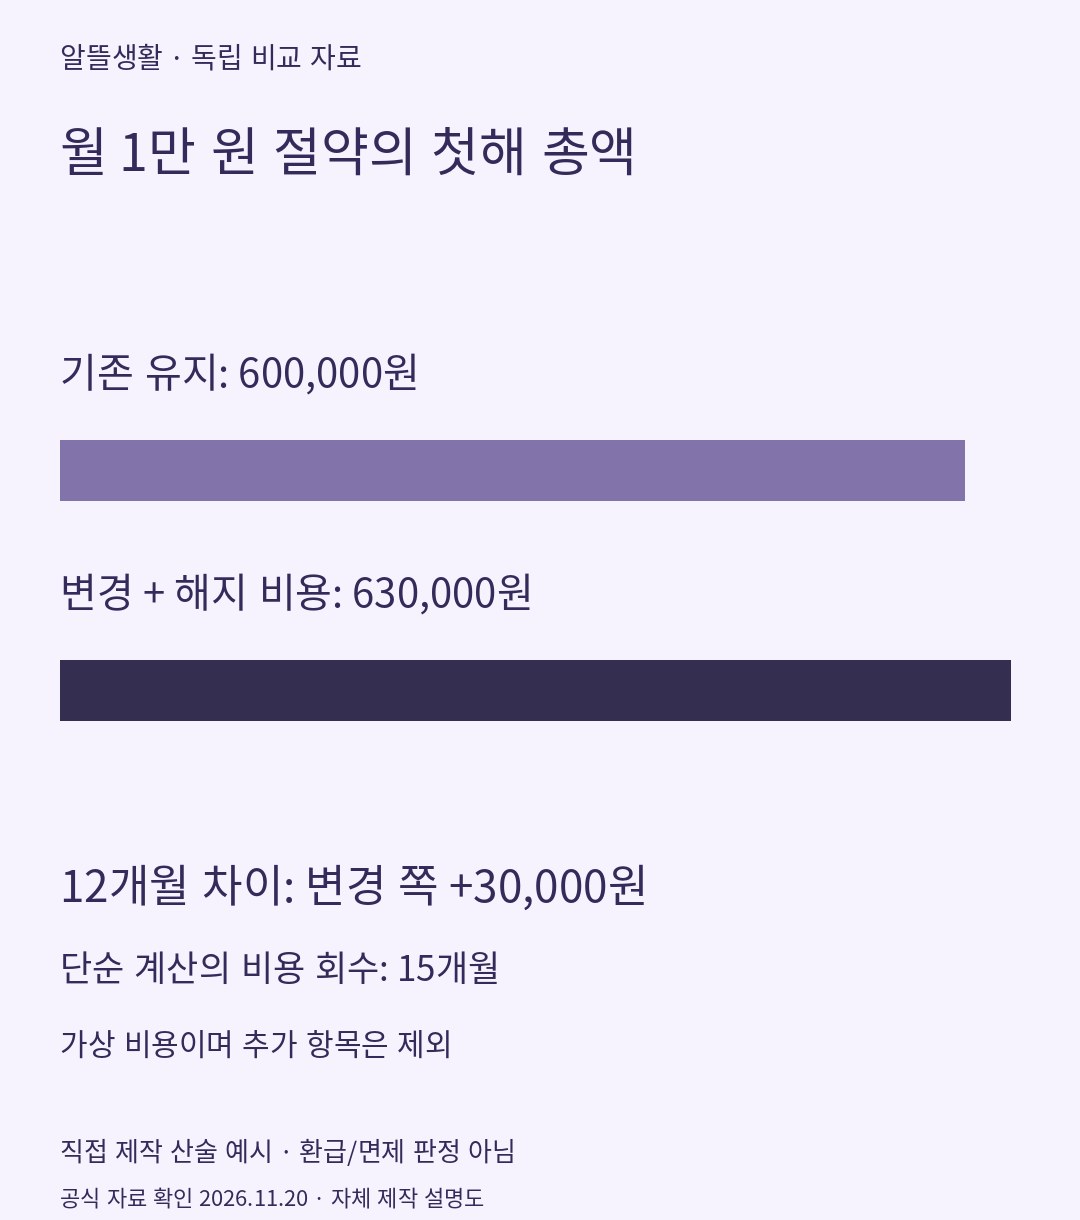 알뜰생활 · 독립 비교 자료
월 1만 원 절약의 첫해 총액
기존 유지: 600,000원
변경 + 해지 비용: 630,000원
12개월 차이: 변경 쪽 +30,000원
단순 계산의 비용 회수: 15개월
가상 비용이며 추가 항목은 제외
직접 제작 산술 예시 · 환급/면제 판정 아님
공식 자료 확인 2026.11.20 · 자체 제작 설명도